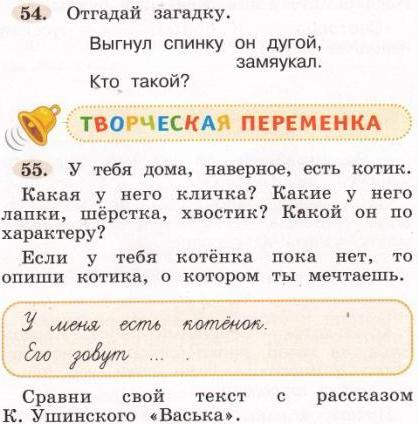 54. Отгадай загадку.
Выгнул спинку он дугой,
замяукал.
Кто такой?
ТВОРЧЕСКАЯ ПЕРЕМЕНКА
55. У тебя дома, наверное, есть котик.
Какая у него кличка? Какие у него
лапки, шёрстка, хвостик? Какой он по
характеру?
Если у тебя котёнка пока нет, то
опиши котика, о котором ты мечтаешь.
У меня есть котёнок.
Его зовут ... .
Сравни свой текст с рассказом
К. Ушинского «Васька».